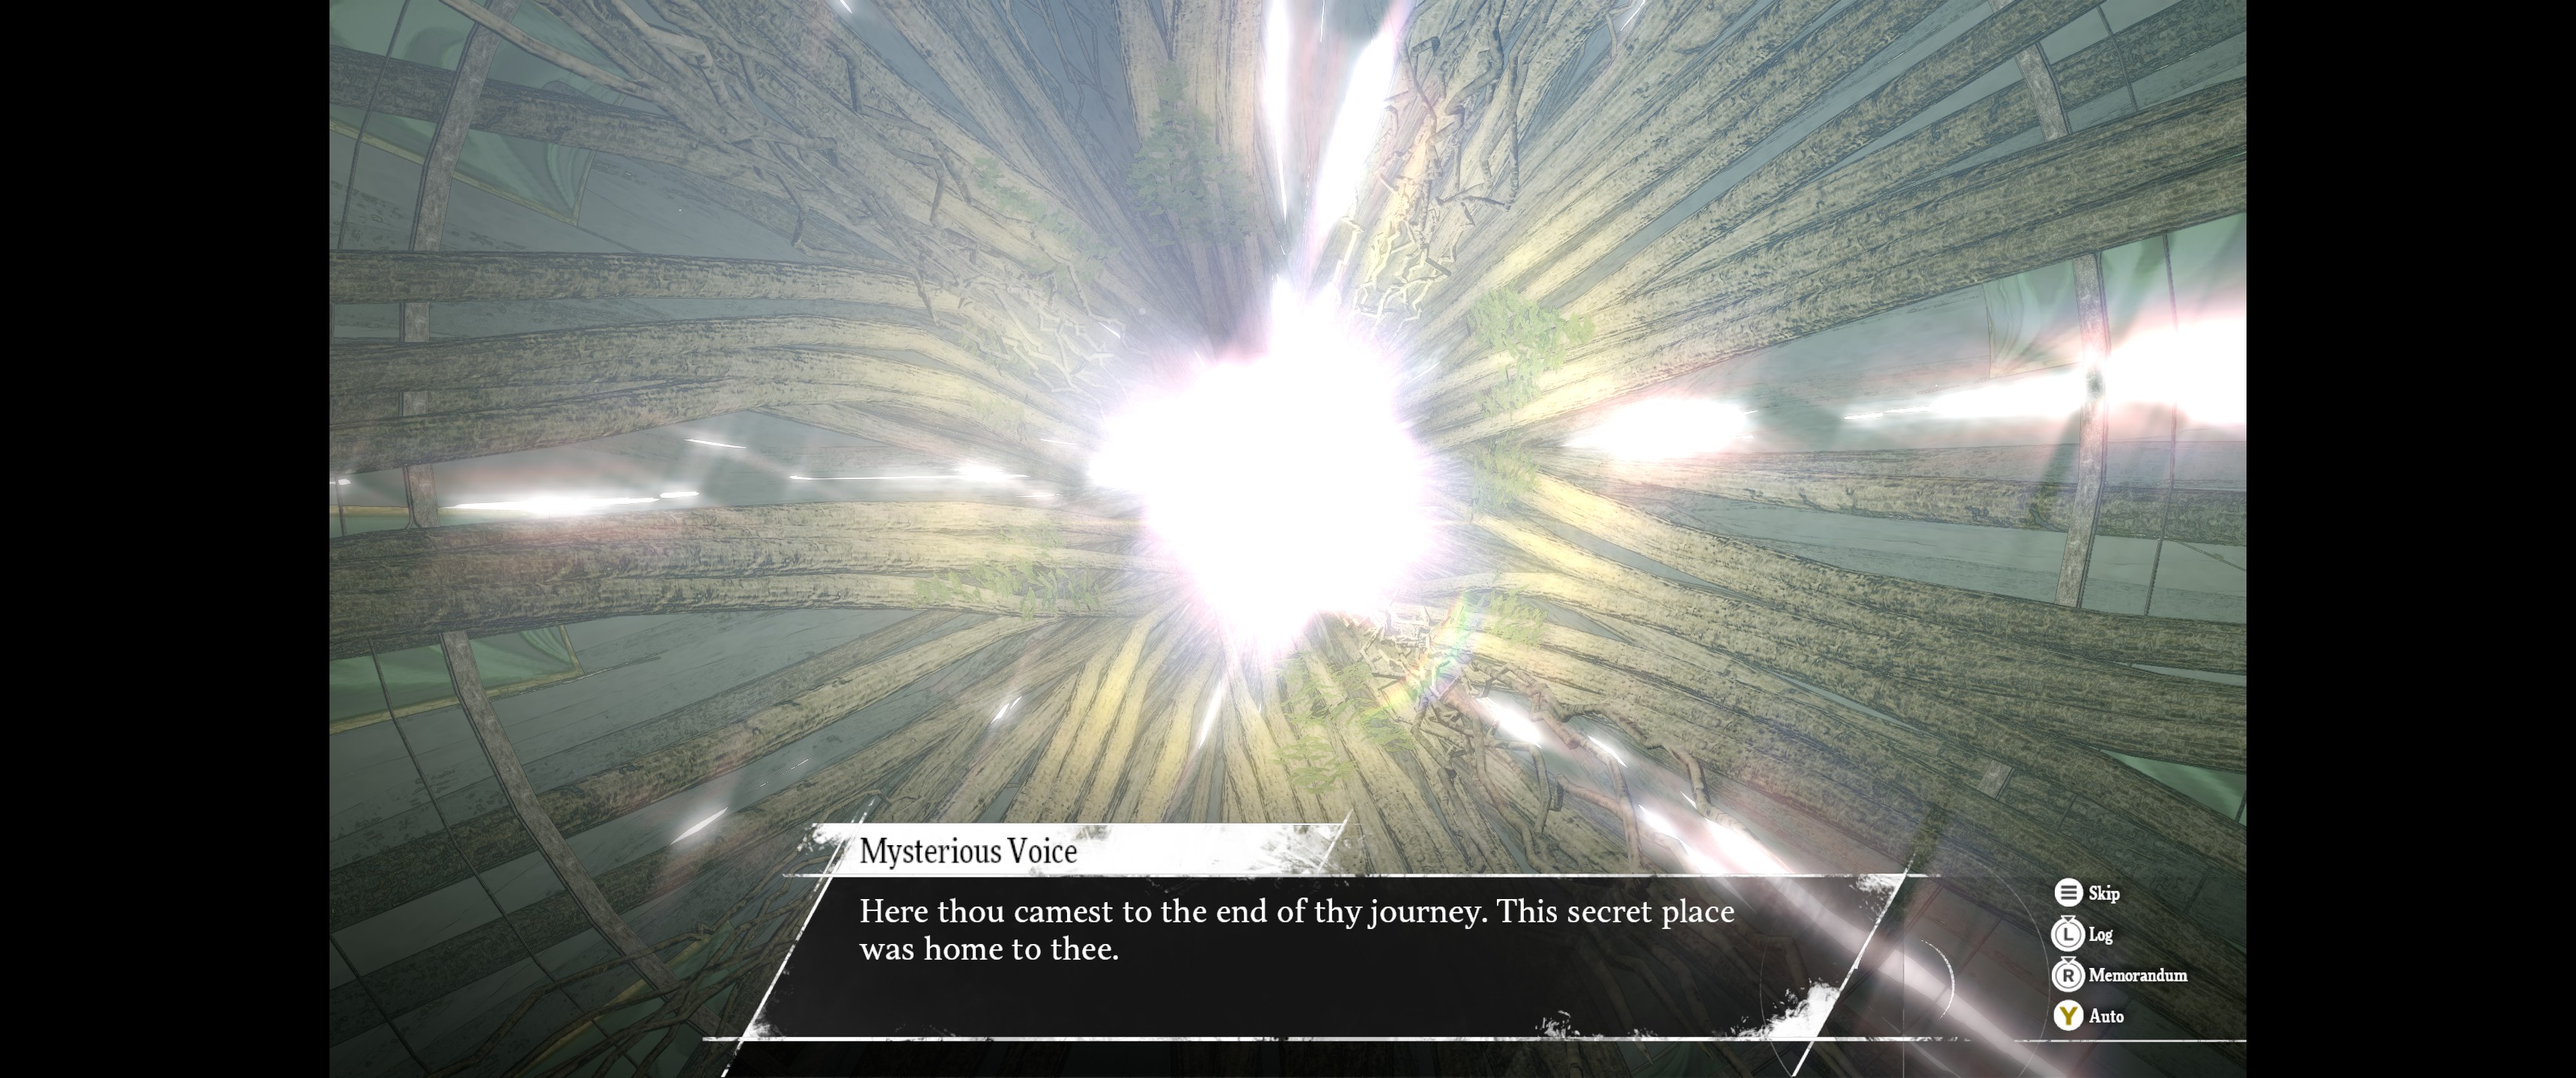 Mysterious Voice
Here thou camest to the end of thy journey. This secret place
was home to thee.
Skip
L Log
R Memorandum
Y Auto